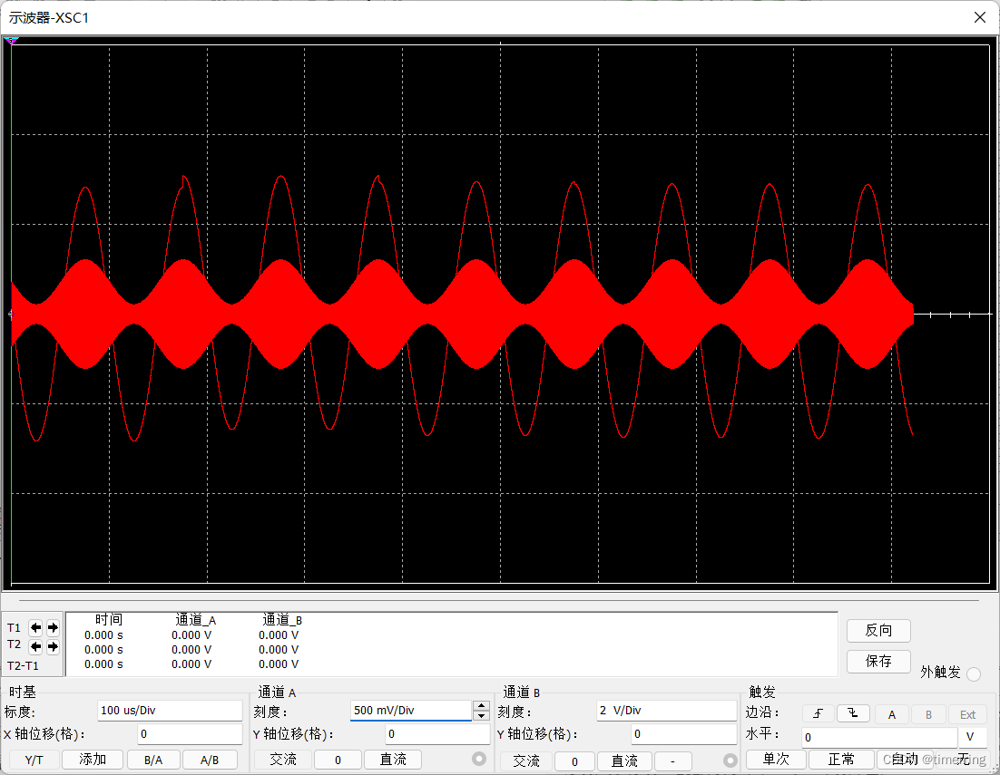 示波器-XSC1
时间 通道_A 通道_B
T1 0.000 s 0.000 V 0.000 V
T2 0.000 s 0.000 V 0.000 V
T2-T1 0.000 s 0.000 V 0.000 V
反向
保存
外触发
时基
标度: 100 us/Div
X 轴位移(格): 0
Y/T 添加 B/A A/B
通道 A
刻度: 500 mV/Div
Y 轴位移(格): 0
交流 0 直流
通道 B
刻度: 2 V/Div
Y 轴位移(格): 0
交流 0 直流 -
触发
边沿: A B Ext
水平: 0 V
单次 正常 自动 无